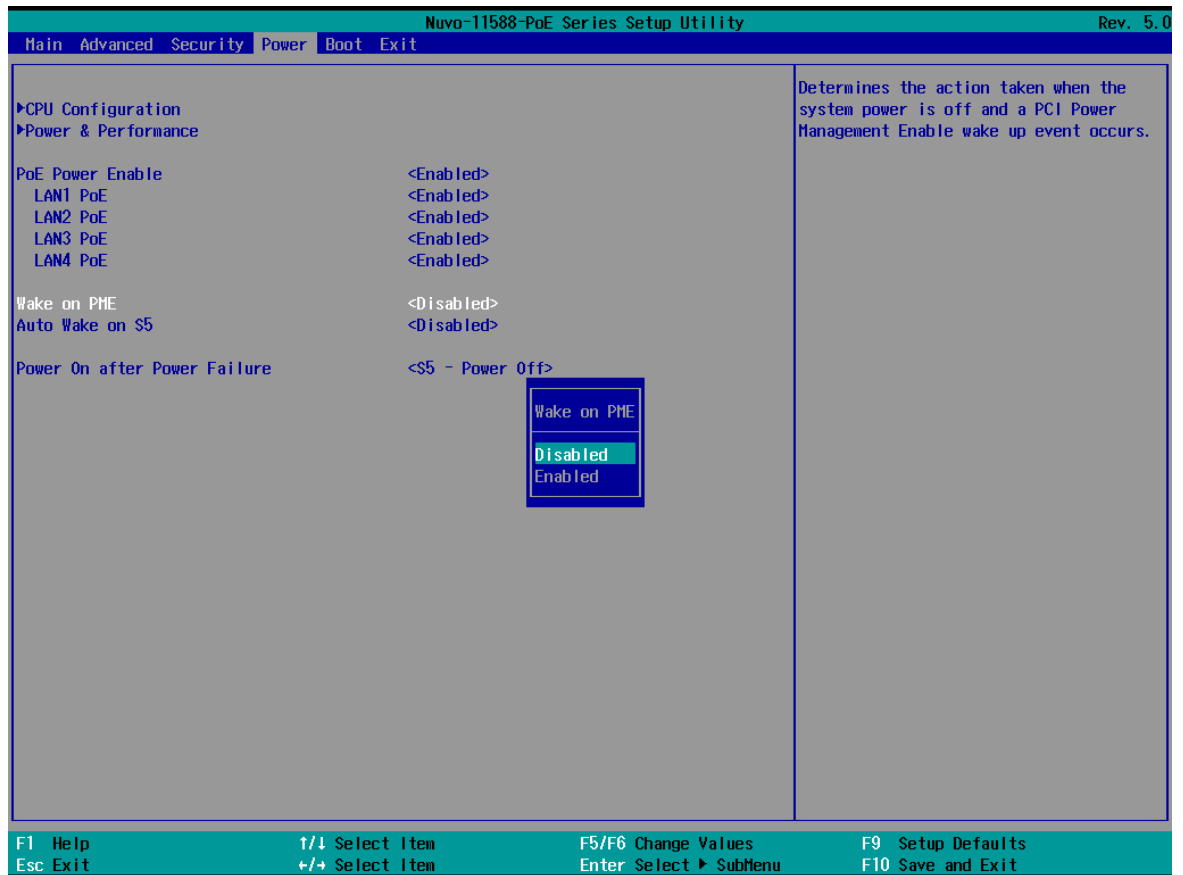 Nuvo-11588-PoE Series Setup Utility Rev. 5.0
Main Advanced Security Power Boot Exit
▶CPU Configuration
▶Power & Performance
PoE Power Enable <Enabled>
LAN1 PoE <Enabled>
LAN2 PoE <Enabled>
LAN3 PoE <Enabled>
LAN4 PoE <Enabled>
Wake on PME <Disabled>
Auto Wake on S5 <Disabled>
Power On after Power Failure <S5 - Power Off>
Wake on PME
Disabled
Enabled
Determines the action taken when the
system power is off and a PCI Power
Management Enable wake up event occurs.
F1 Help ↑/↓ Select Item F5/F6 Change Values F9 Setup Defaults
Esc Exit ←/→ Select Item Enter Select ▶ SubMenu F10 Save and Exit